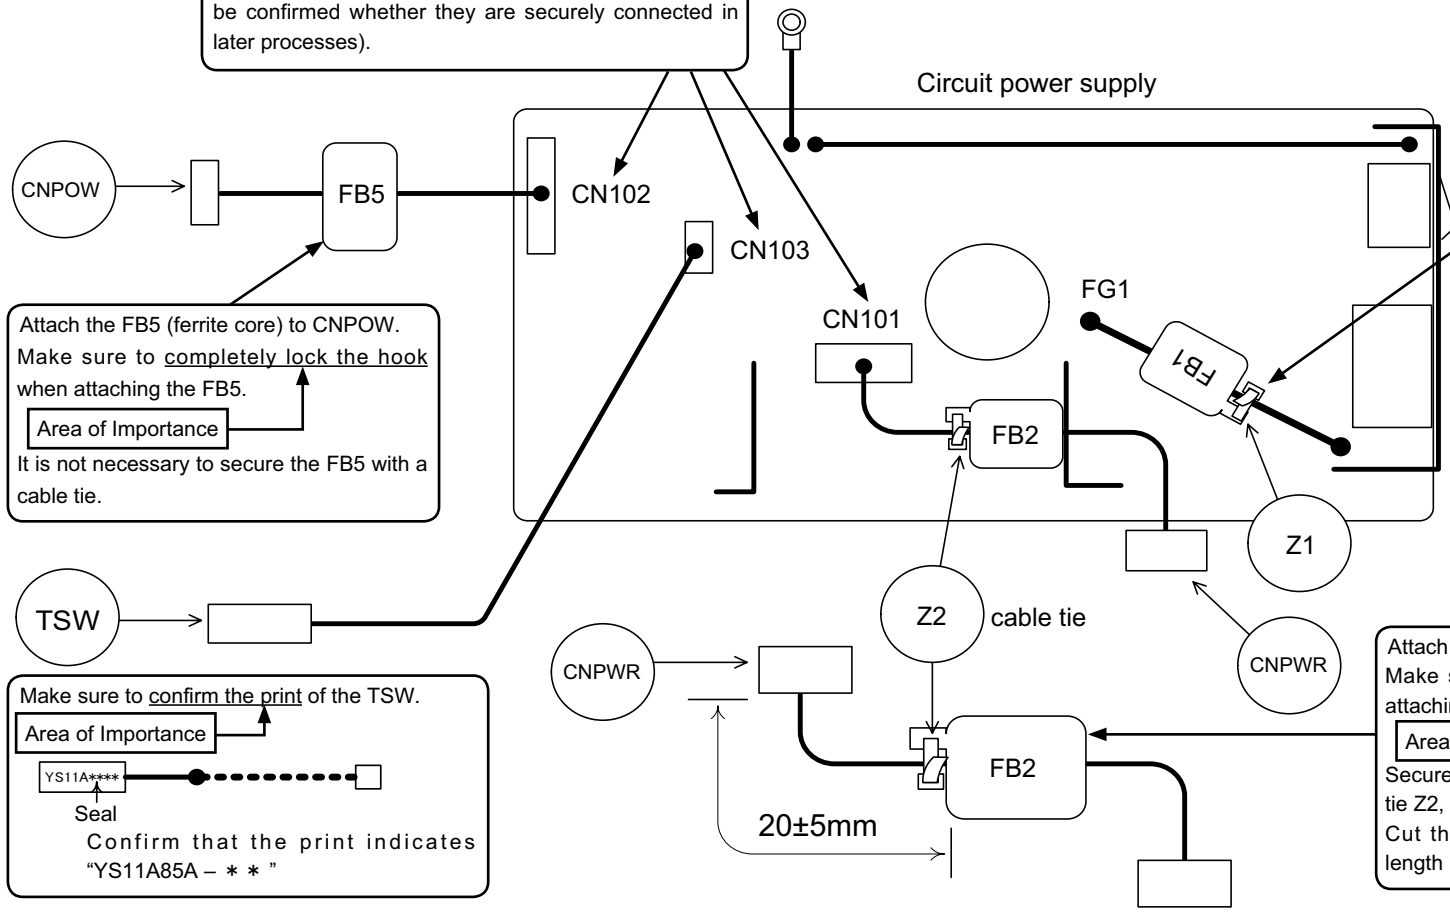 be confirmed whether they are securely connected in
later processes).
Circuit power supply
CNPOW
FB5
CN102
CN103
CN101
FG1
FB1
FB2
Attach the FB5 (ferrite core) to CNPOW.
Make sure to completely lock the hook
when attaching the FB5.
Area of Importance
It is not necessary to secure the FB5 with a
cable tie.
Z1
TSW
Z2
cable tie
CNPWR
CNPWR
Make sure to confirm the print of the TSW.
Area of Importance
YS11A****
Seal
Confirm that the print indicates
“YS11A85A – * * ”
FB2
20±5mm
Attach
Make s
attachin
Area
Secure
tie Z2,
Cut th
length